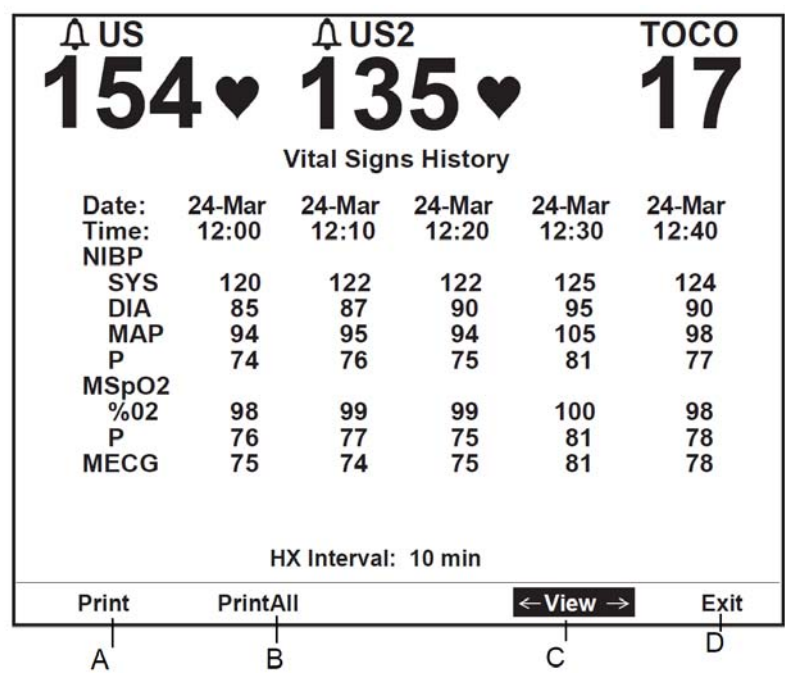 US US2 TOCO
154 135 17
Vital Signs History
Date: 24-Mar 24-Mar 24-Mar 24-Mar 24-Mar
Time: 12:00 12:10 12:20 12:30 12:40
NIBP
SYS 120 122 122 125 124
DIA 85 87 90 95 90
MAP 94 95 94 105 98
P 74 76 75 81 77
MSpO2
%02 98 99 99 100 98
P 76 77 75 81 78
MECG 75 74 75 81 78
HX Interval: 10 min
Print PrintAll ←View → Exit
A B C D